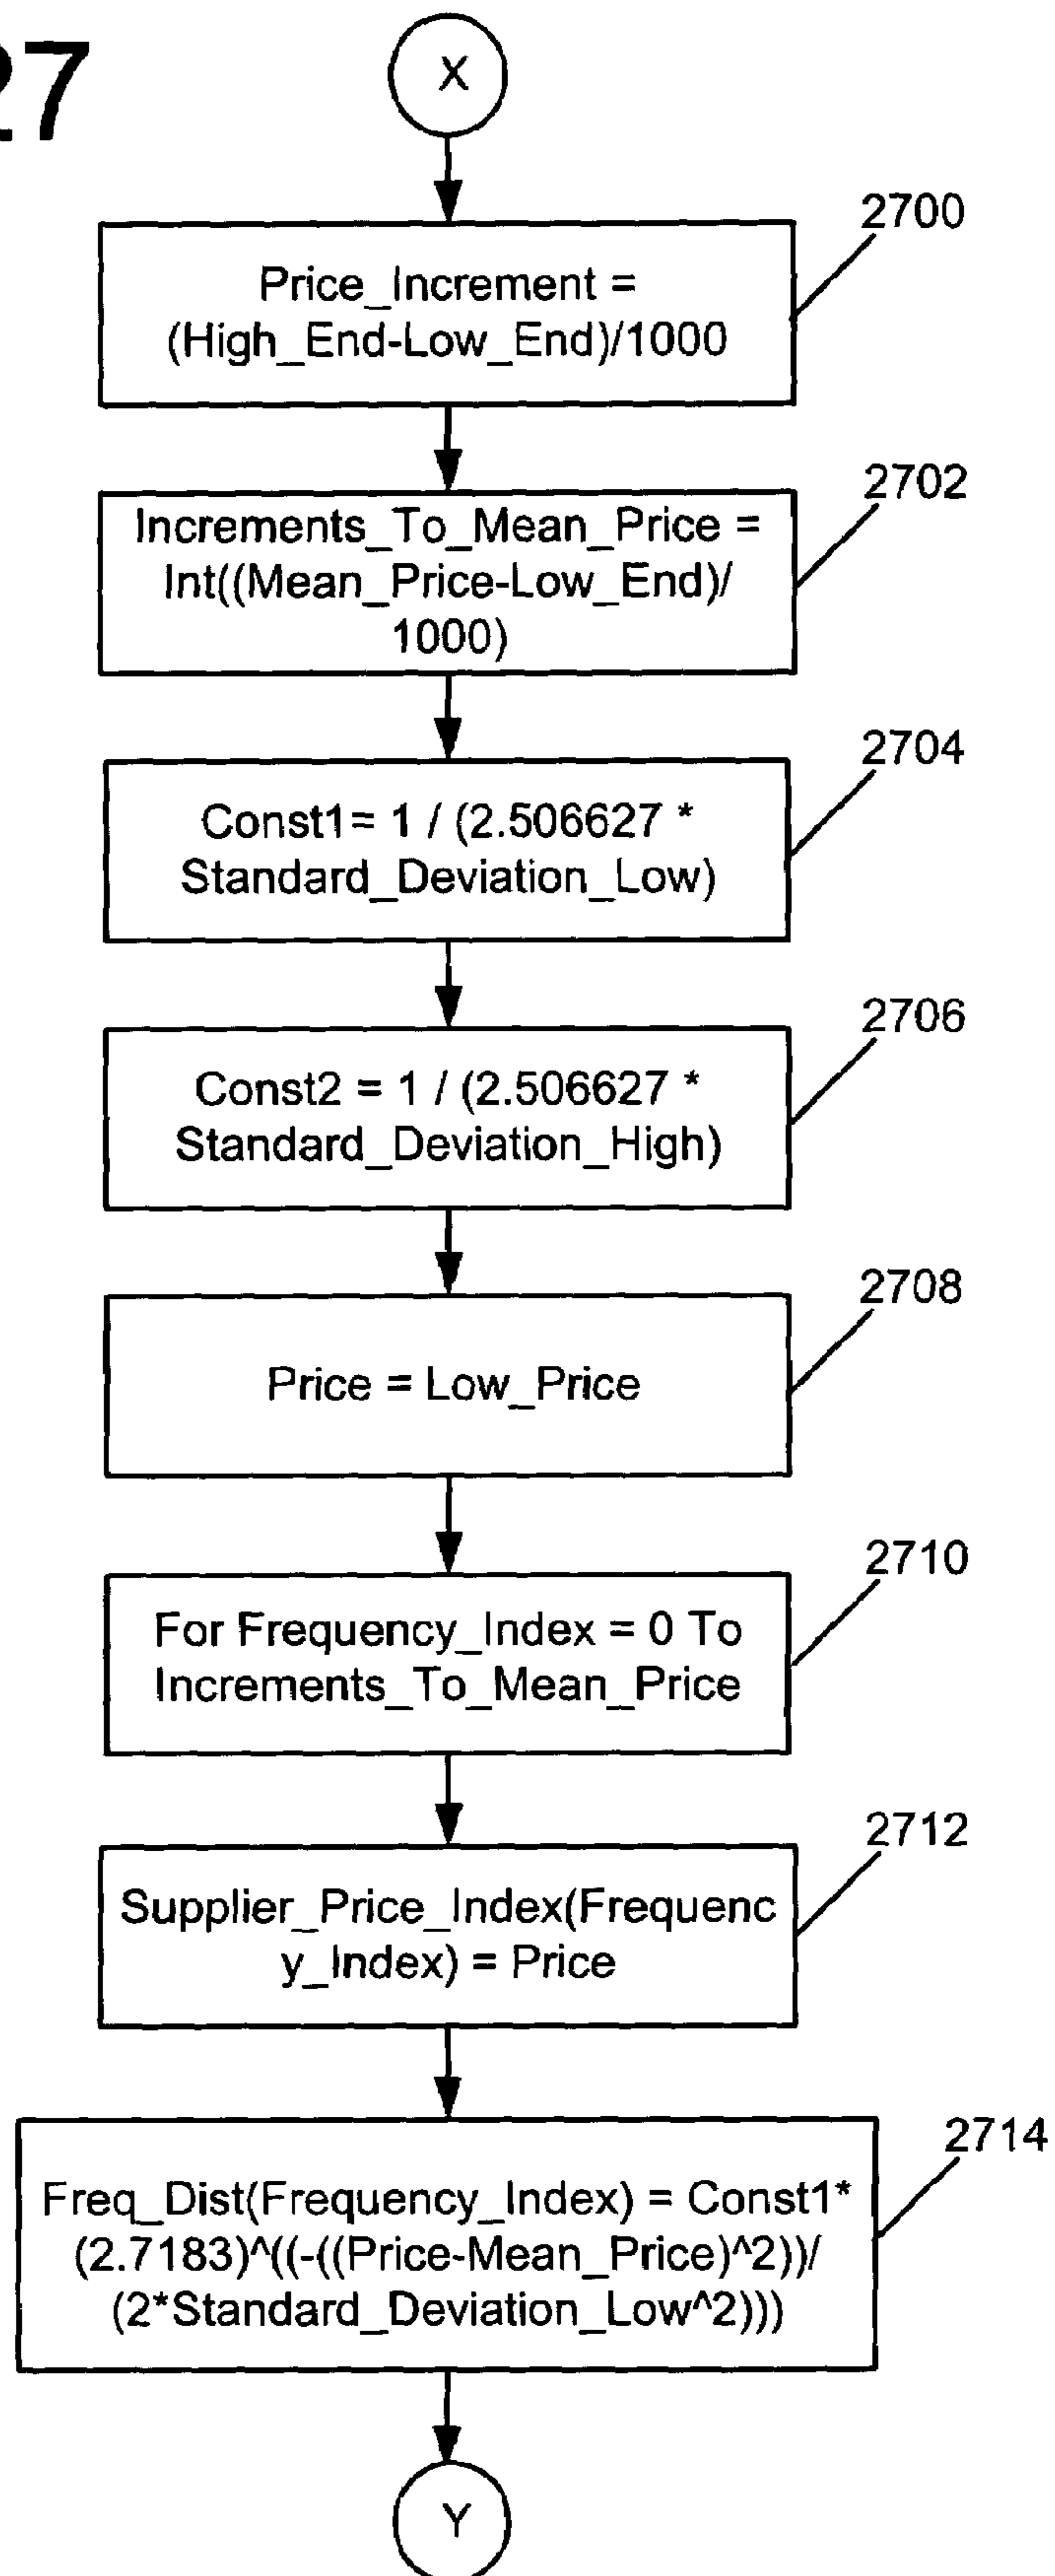 27
X
2700
Price_Increment =
(High_End-Low_End)/1000
2702
Increments_To_Mean_Price =
Int((Mean_Price-Low_End)/
1000)
2704
Const1= 1 / (2.506627 *
Standard_Deviation_Low)
2706
Const2 = 1 / (2.506627 *
Standard_Deviation_High)
2708
Price = Low_Price
2710
For Frequency_Index = 0 To
Increments_To_Mean_Price
2712
Supplier_Price_Index(Frequenc
y_Index) = Price
2714
Freq_Dist(Frequency_Index) = Const1*
(2.7183)^((-((Price-Mean_Price)^2))/
(2*Standard_Deviation_Low^2)))
Y